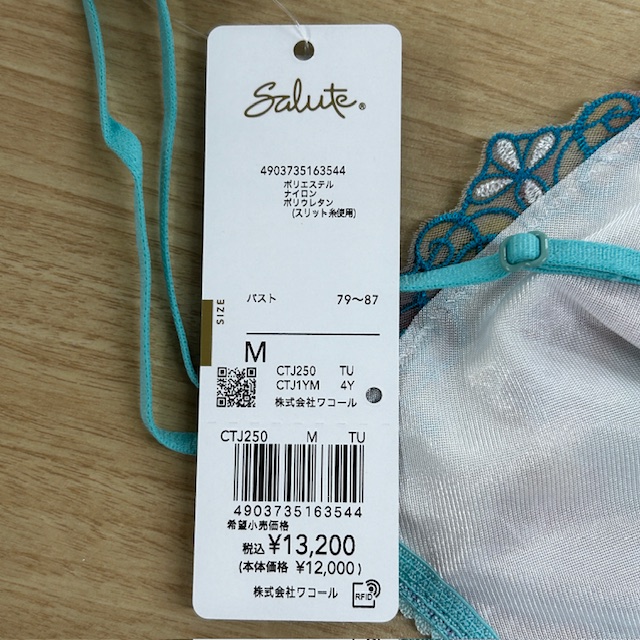 Salute®
4903735163544
ポリエステル
ナイロン
ポリウレタン
(スリット糸使用)
SIZE
バスト 79〜87
M
CTJ250 TU
CTJ1YM 4Y
株式会社ワコール
CTJ250 M TU
4903735163544
希望小売価格
税込 ¥13,200
(本体価格 ¥12,000)
株式会社ワコール
RFID